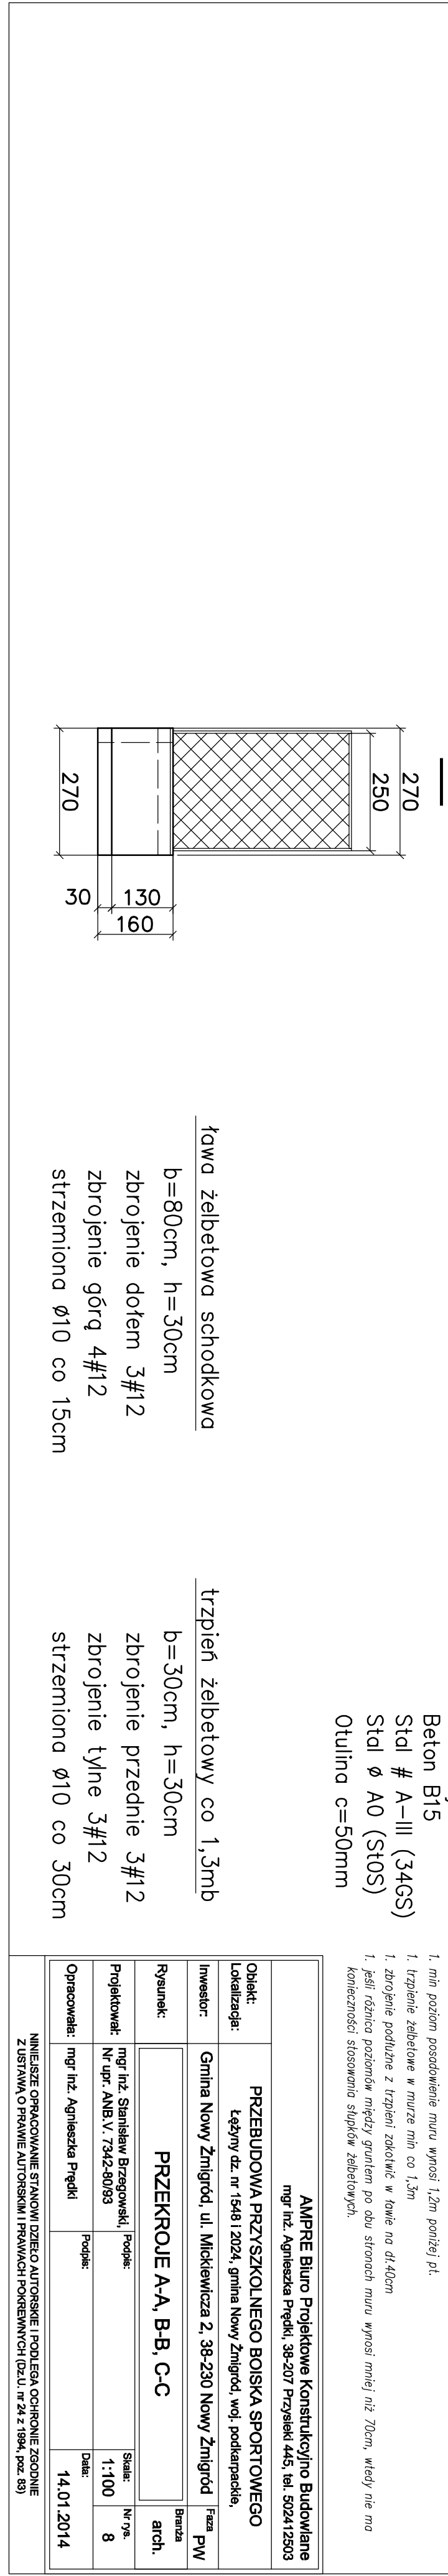 Beton B15
Stal # A-III (34GS)
Stal Ø A0 (St0S)
Otulina c=50mm
1. min poziom posadowienie muru wynosi 1,2m poniżej pt.
1. trzpienie żelbetowe w murze min co 1,3m
1. zbrojenie podłużne z trzpieni zakotwić w ławie na dł.40cm
1. jeśli różnica poziomów między gruntem po obu stronach muru wynosi mniej niż 70cm, wtedy nie ma
konieczności stosowania słupków żelbetowych.
270
250
270
30
130
160
ława żelbetowa schodkowa
b=80cm, h=30cm
zbrojenie dołem 3#12
zbrojenie górą 4#12
strzemiona Ø10 co 15cm
trzpień żelbetowy co 1,3mb
b=30cm, h=30cm
zbrojenie przednie 3#12
zbrojenie tylne 3#12
strzemiona Ø10 co 30cm
AMPRE Biuro Projektowe Konstrukcyjno Budowlane
mgr inż. Agnieszka Prędki, 38-207 Przysieki 445, tel. 502412503
Obiekt:
Lokalizacja:
PRZEBUDOWA PRZYSZKOLNEGO BOISKA SPORTOWEGO
Łężyny dz. nr 1548 i 2024, gmina Nowy Żmigród, woj. podkarpackie,
Inwestor:
Gmina Nowy Żmigród, ul. Mickiewicza 2, 38-230 Nowy Żmigród
Faza
PW
Rysunek:
PRZEKROJE A-A, B-B, C-C
Branża
arch.
Projektował:
mgr inż. Stanisław Brzegowski,
Nr upr. ANB.V. 7342-80/93
Podpis:
Skala:
1:100
Nr rys.
8
Opracowała:
mgr inż. Agnieszka Prędki
Podpis:
Data:
14.01.2014
NINIEJSZE OPRACOWANIE STANOWI DZIEŁO AUTORSKIE I PODLEGA OCHRONIE ZGODNIE
Z USTAWĄ O PRAWIE AUTORSKIM I PRAWACH POKREWNYCH (Dz.U. nr 24 z 1994, poz. 83)